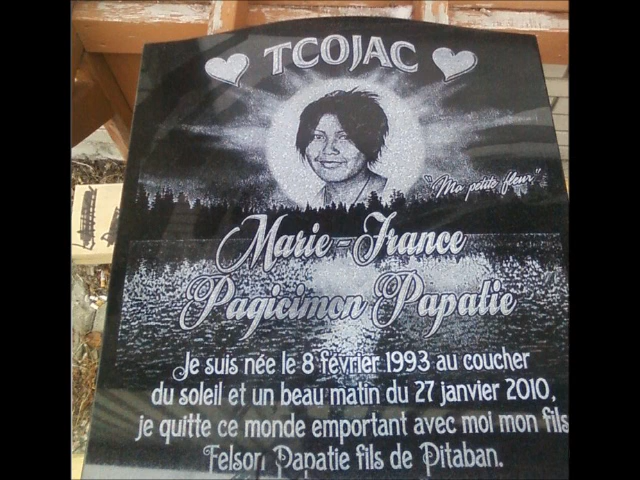 TCOJAC
"Ma petite fleur"
Marie-France
Pagicimon Papatie
Je suis née le 8 février 1993 au coucher
du soleil et un beau matin du 27 janvier 2010,
je quitte ce monde emportant avec moi mon fils
Felson Papatie fils de Pitaban.